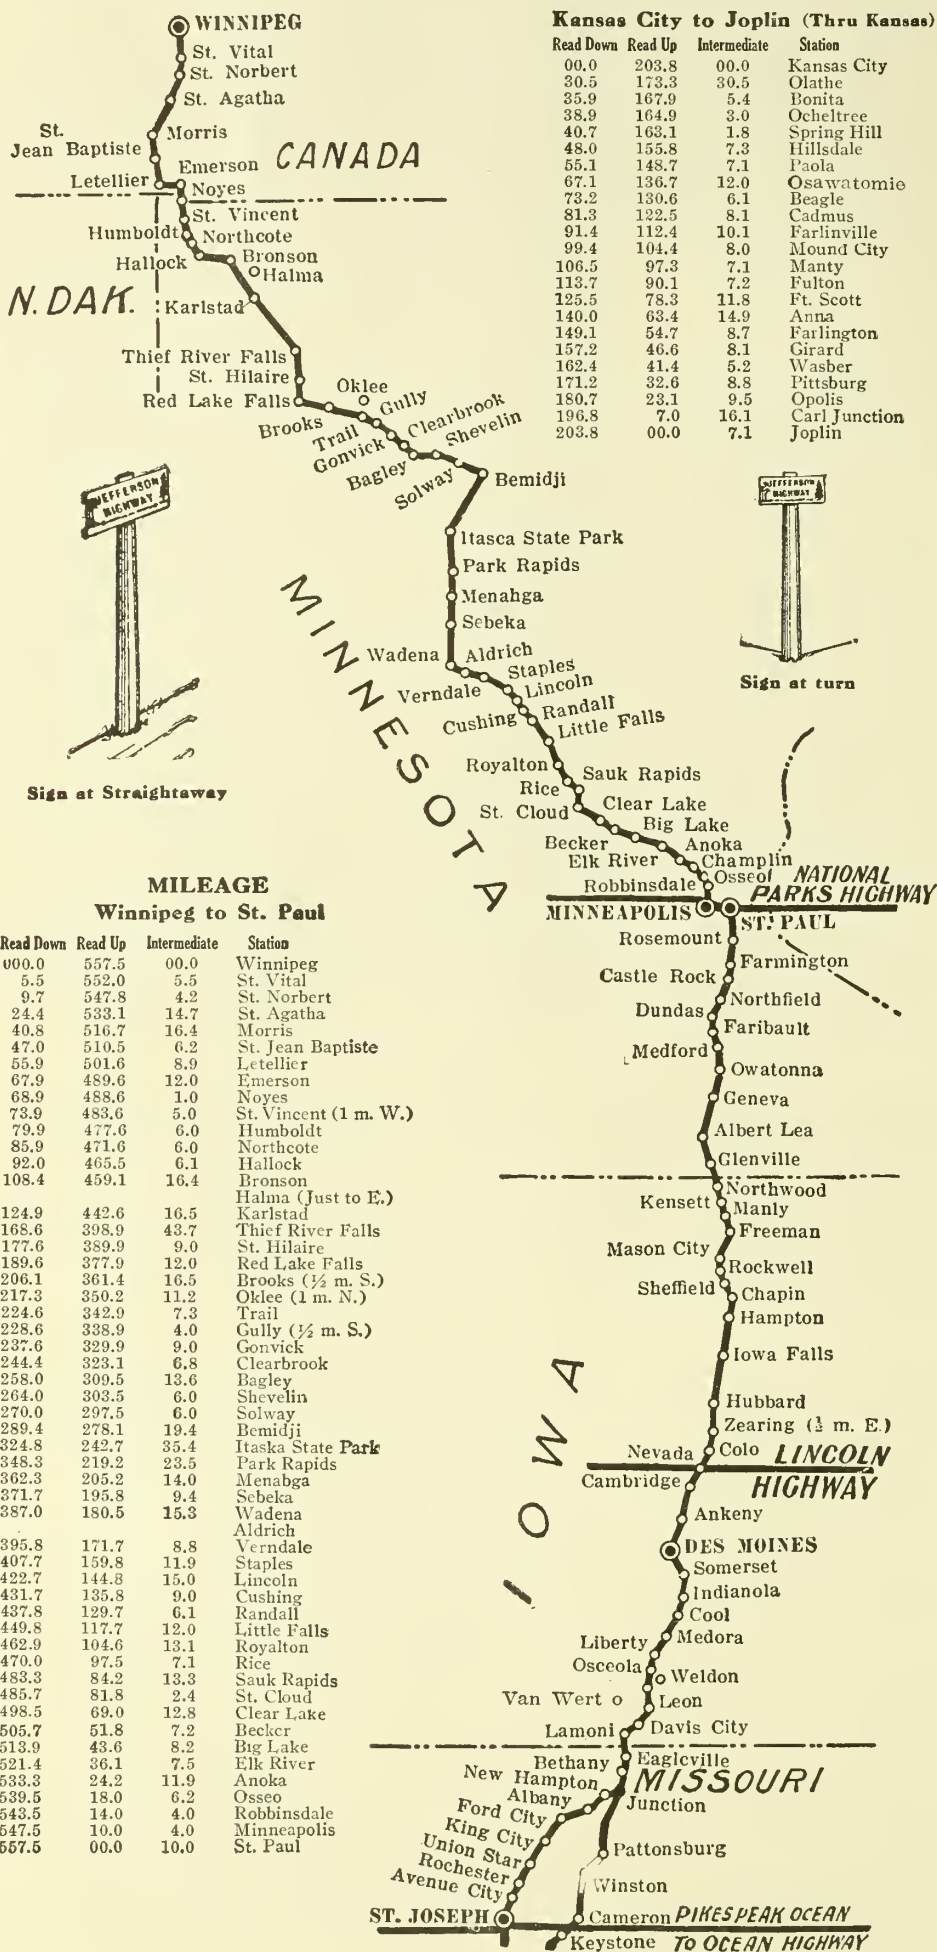 WINNIPEG
St. Vital
St. Norbert
St. Agatha
Morris
St.
Jean Baptiste
Letellier
Emerson
CANADA
Noyes
St. Vincent
Humboldt
Northcote
Hallock
Bronson
Halma
N. DAK.
Karlstad
Thief River Falls
St. Hilaire
Red Lake Falls
Oklee
Brooks
Trail
Gully
Gonvick
Clearbrook
Bagley
Shevelin
Solway
Bemidji
Itasca State Park
Park Rapids
Menahga
Sebeka
Wadena
Aldrich
Verndale
Staples
Lincoln
Cushing
Randall
Little Falls
Royalton
Rice
Sauk Rapids
St. Cloud
Clear Lake
Becker
Big Lake
Elk River
Anoka
Champlin
Osseo
Robbinsdale
MINNESOTA
NATIONAL
PARKS HIGHWAY
MINNEAPOLIS
ST. PAUL
Rosemount
Farmington
Castle Rock
Northfield
Dundas
Faribault
Medford
Owatonna
Geneva
Albert Lea
Glenville
Northwood
Kensett
Manly
Freeman
Mason City
Rockwell
Sheffield
Chapin
Hampton
Iowa Falls
Hubbard
Zearing (½ m. E.)
Nevada
Colo
LINCOLN
HIGHWAY
Cambridge
Ankeny
IOWA
DES MOINES
Somerset
Indianola
Cool
Medora
Liberty
Osceola
Weldon
Van Wert
Leon
Davis City
Lamoni
Eagleville
Bethany
MISSOURI
New Hampton
Junction
Albany
Ford City
King City
Union Star
Rochester
Avenue City
Pattonsburg
Winston
ST. JOSEPH
Cameron
PIKES PEAK OCEAN
TO OCEAN HIGHWAY
Keystone
Kansas City to Joplin (Thru Kansas)
Read Down Read Up Intermediate Station
00.0 203.8 00.0 Kansas City
30.5 173.3 30.5 Olathe
35.9 167.9 5.4 Bonita
38.9 164.9 3.0 Ocheltree
40.7 163.1 1.8 Spring Hill
48.0 155.8 7.3 Hillsdale
55.1 148.7 7.1 Paola
67.1 136.7 12.0 Osawatomie
73.2 130.6 6.1 Beagle
81.3 122.5 8.1 Cadmus
91.4 112.4 10.1 Farlinville
99.4 104.4 8.0 Mound City
106.5 97.3 7.1 Manty
113.7 90.1 7.2 Fulton
125.5 78.3 11.8 Ft. Scott
140.0 63.4 14.9 Anna
149.1 54.7 8.7 Farlington
157.2 46.6 8.1 Girard
162.4 41.4 5.2 Wasber
171.2 32.6 8.8 Pittsburg
180.7 23.1 9.5 Opolis
196.8 7.0 16.1 Carl Junction
203.8 00.0 7.1 Joplin
JEFFERSON
HIGHWAY
Sign at Straightaway
JEFFERSON
HIGHWAY
Sign at turn
MILEAGE
Winnipeg to St. Paul
Read Down Read Up Intermediate Station
000.0 557.5 00.0 Winnipeg
5.5 552.0 5.5 St. Vital
9.7 547.8 4.2 St. Norbert
24.4 533.1 14.7 St. Agatha
40.8 516.7 16.4 Morris
47.0 510.5 6.2 St. Jean Baptiste
55.9 501.6 8.9 Letellier
67.9 489.6 12.0 Emerson
68.9 488.6 1.0 Noyes
73.9 483.6 5.0 St. Vincent (1 m. W.)
79.9 477.6 6.0 Humboldt
85.9 471.6 6.0 Northcote
92.0 465.5 6.1 Hallock
108.4 459.1 16.4 Bronson
Halma (Just to E.)
124.9 442.6 16.5 Karlstad
168.6 398.9 43.7 Thief River Falls
177.6 389.9 9.0 St. Hilaire
189.6 377.9 12.0 Red Lake Falls
206.1 361.4 16.5 Brooks (½ m. S.)
217.3 350.2 11.2 Oklee (1 m. N.)
224.6 342.9 7.3 Trail
228.6 338.9 4.0 Gully (½ m. S.)
237.6 329.9 9.0 Gonvick
244.4 323.1 6.8 Clearbrook
258.0 309.5 13.6 Bagley
264.0 303.5 6.0 Shevelin
270.0 297.5 6.0 Solway
289.4 278.1 19.4 Bemidji
324.8 242.7 35.4 Itaska State Park
348.3 219.2 23.5 Park Rapids
362.3 205.2 14.0 Menabga
371.7 195.8 9.4 Sebeka
387.0 180.5 15.3 Wadena
Aldrich
395.8 171.7 8.8 Verndale
407.7 159.8 11.9 Staples
422.7 144.8 15.0 Lincoln
431.7 135.8 9.0 Cushing
437.8 129.7 6.1 Randall
449.8 117.7 12.0 Little Falls
462.9 104.6 13.1 Royalton
470.0 97.5 7.1 Rice
483.3 84.2 13.3 Sauk Rapids
485.7 81.8 2.4 St. Cloud
498.5 69.0 12.8 Clear Lake
505.7 51.8 7.2 Becker
513.9 43.6 8.2 Big Lake
521.4 36.1 7.5 Elk River
533.3 24.2 11.9 Anoka
539.5 18.0 6.2 Osseo
543.5 14.0 4.0 Robbinsdale
547.5 10.0 4.0 Minneapolis
557.5 00.0 10.0 St. Paul